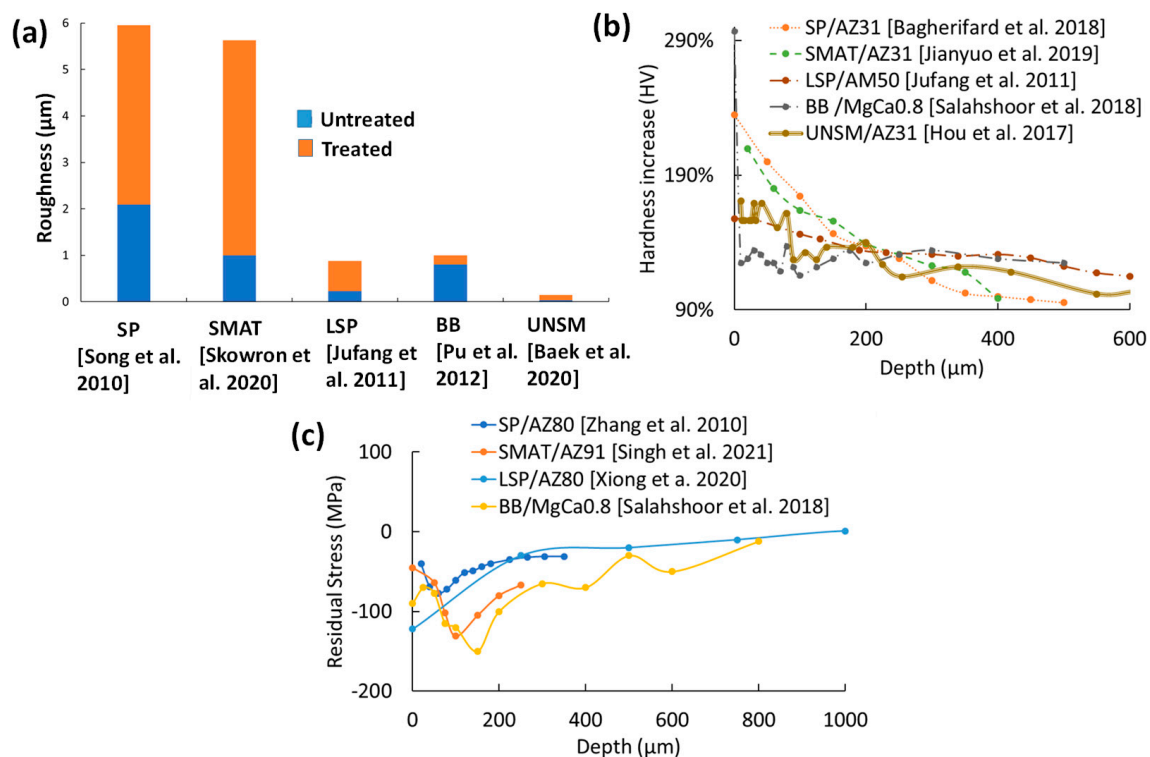 (a)
Roughness (µm)
6
5
4
3
2
1
0
Untreated
Treated
SP
[Song et al.
2010]
SMAT
[Skowron et
al. 2020]
LSP
[Jufang et
al. 2011]
BB
[Pu et al.
2012]
UNSM
[Baek et al.
2020]
(b)
Hardness increase (HV)
290%
190%
90%
SP/AZ31 [Bagherifard et al. 2018]
SMAT/AZ31 [Jianyuo et al. 2019]
LSP/AM50 [Jufang et al. 2011]
BB /MgCa0.8 [Salahshoor et al. 2018]
UNSM/AZ31 [Hou et al. 2017]
0 200 400 600
Depth (µm)
(c)
SP/AZ80 [Zhang et al. 2010]
SMAT/AZ91 [Singh et al. 2021]
LSP/AZ80 [Xiong et a. 2020]
BB/MgCa0.8 [Salahshoor et al. 2018]
Residual Stress (MPa)
100
0
-100
-200
0 200 400 600 800 1000
Depth (µm)